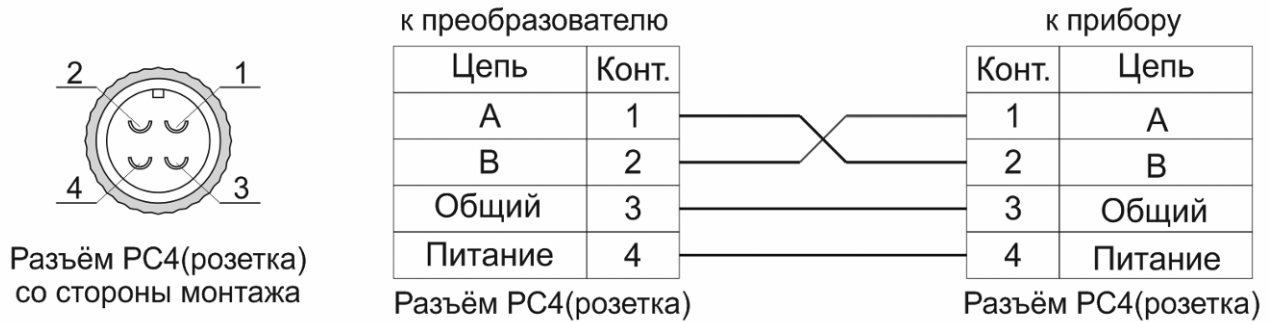 2 1
4 3
Разъём РС4(розетка)
со стороны монтажа
к преобразователю
Цепь Конт.
А 1
В 2
Общий 3
Питание 4
Разъём РС4(розетка)
к прибору
Конт. Цепь
1 А
2 В
3 Общий
4 Питание
Разъём РС4(розетка)